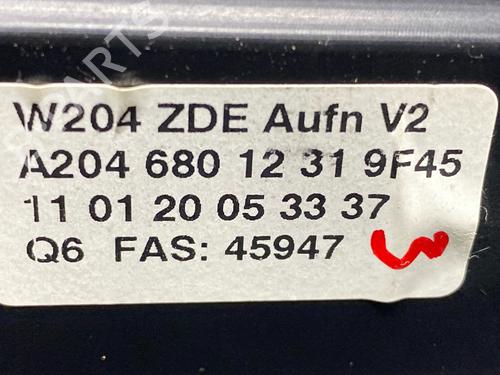 W204 ZDE Aufn V2
A204 680 12 31 9F45
11 01 20 05 33 37
Q6 FAS: 45947